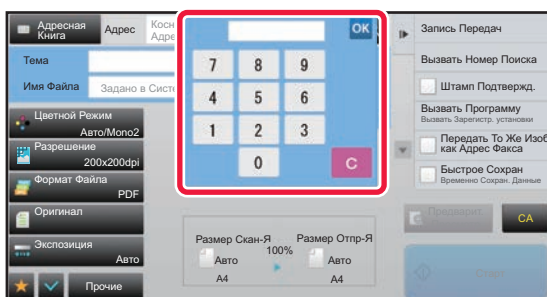 Адресная
Книга
Адрес
Косн
Адре
OK
Тема
Имя Файла
Задано в Систе
7 8 9
4 5 6
1 2 3
0 C
Цветной Режим
Авто/Mono2
Разрешение
200x200dpi
Формат Файла
PDF
Оригинал
Экспозиция
Авто
Прочие
Размер Скан-Я
100%
Размер Отпр-Я
Авто
Авто
A4
A4
Запись Передач
Вызвать Номер Поиска
Штамп Подтвержд.
Вызвать Программу
Вызвать Зарегистр. установки
Передать То Же Изоб
как Адрес Факса
Быстрое Сохран
Временно Сохран. Данные
Предварит.
CA
Старт